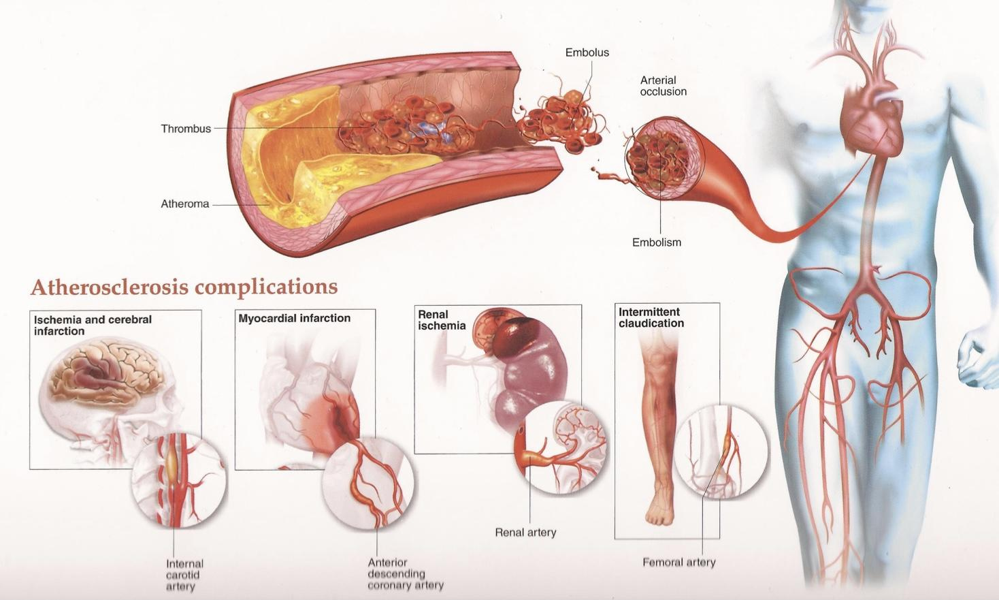 Embolus
Arterial
occlusion
Thrombus
Atheroma
Embolism
Atherosclerosis complications
Ischemia and cerebral
infarction
Myocardial infarction
Renal
ischemia
Intermittent
claudication
Renal artery
Internal
carotid
artery
Anterior
descending
coronary artery
Femoral artery